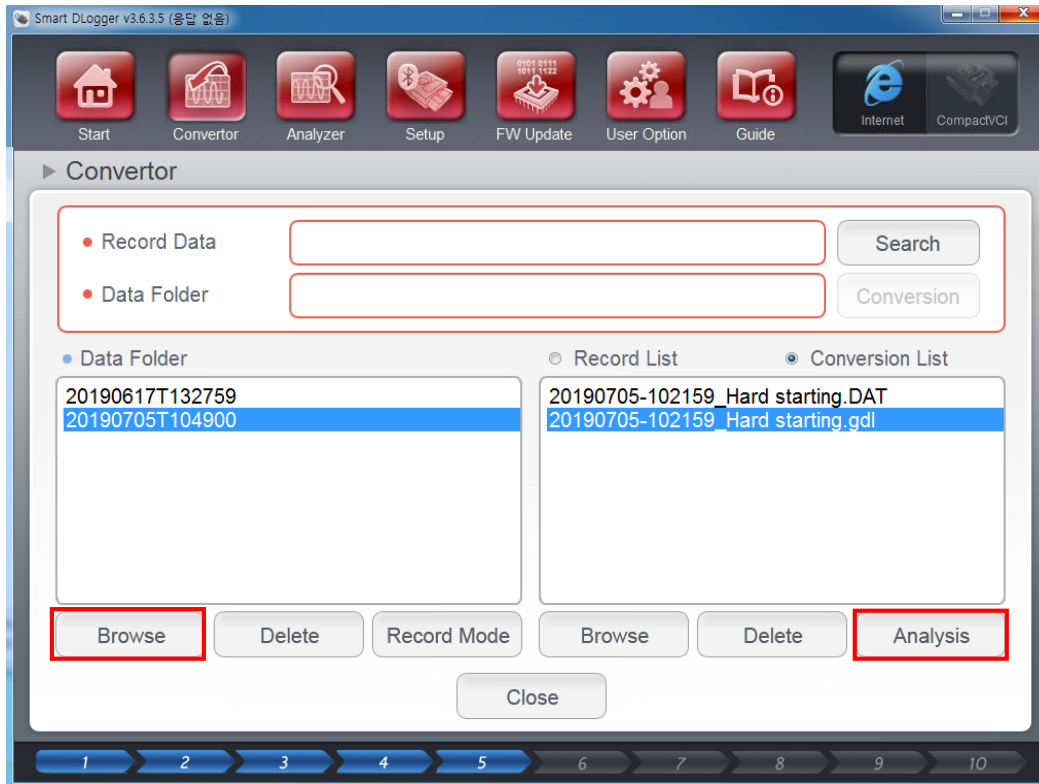 Smart DLogger v3.6.3.5 (응답 없음)
0101 0111
1011 1122
Start Convertor Analyzer Setup FW Update User Option Guide Internet CompactVCI
Convertor
Record Data Search
Data Folder Conversion
Data Folder Record List Conversion List
20190617T132759
20190705T104900
20190705-102159_Hard starting.DAT
20190705-102159_Hard starting.gdl
Browse Delete Record Mode Browse Delete Analysis
Close
1 2 3 4 5 6 7 8 9 10